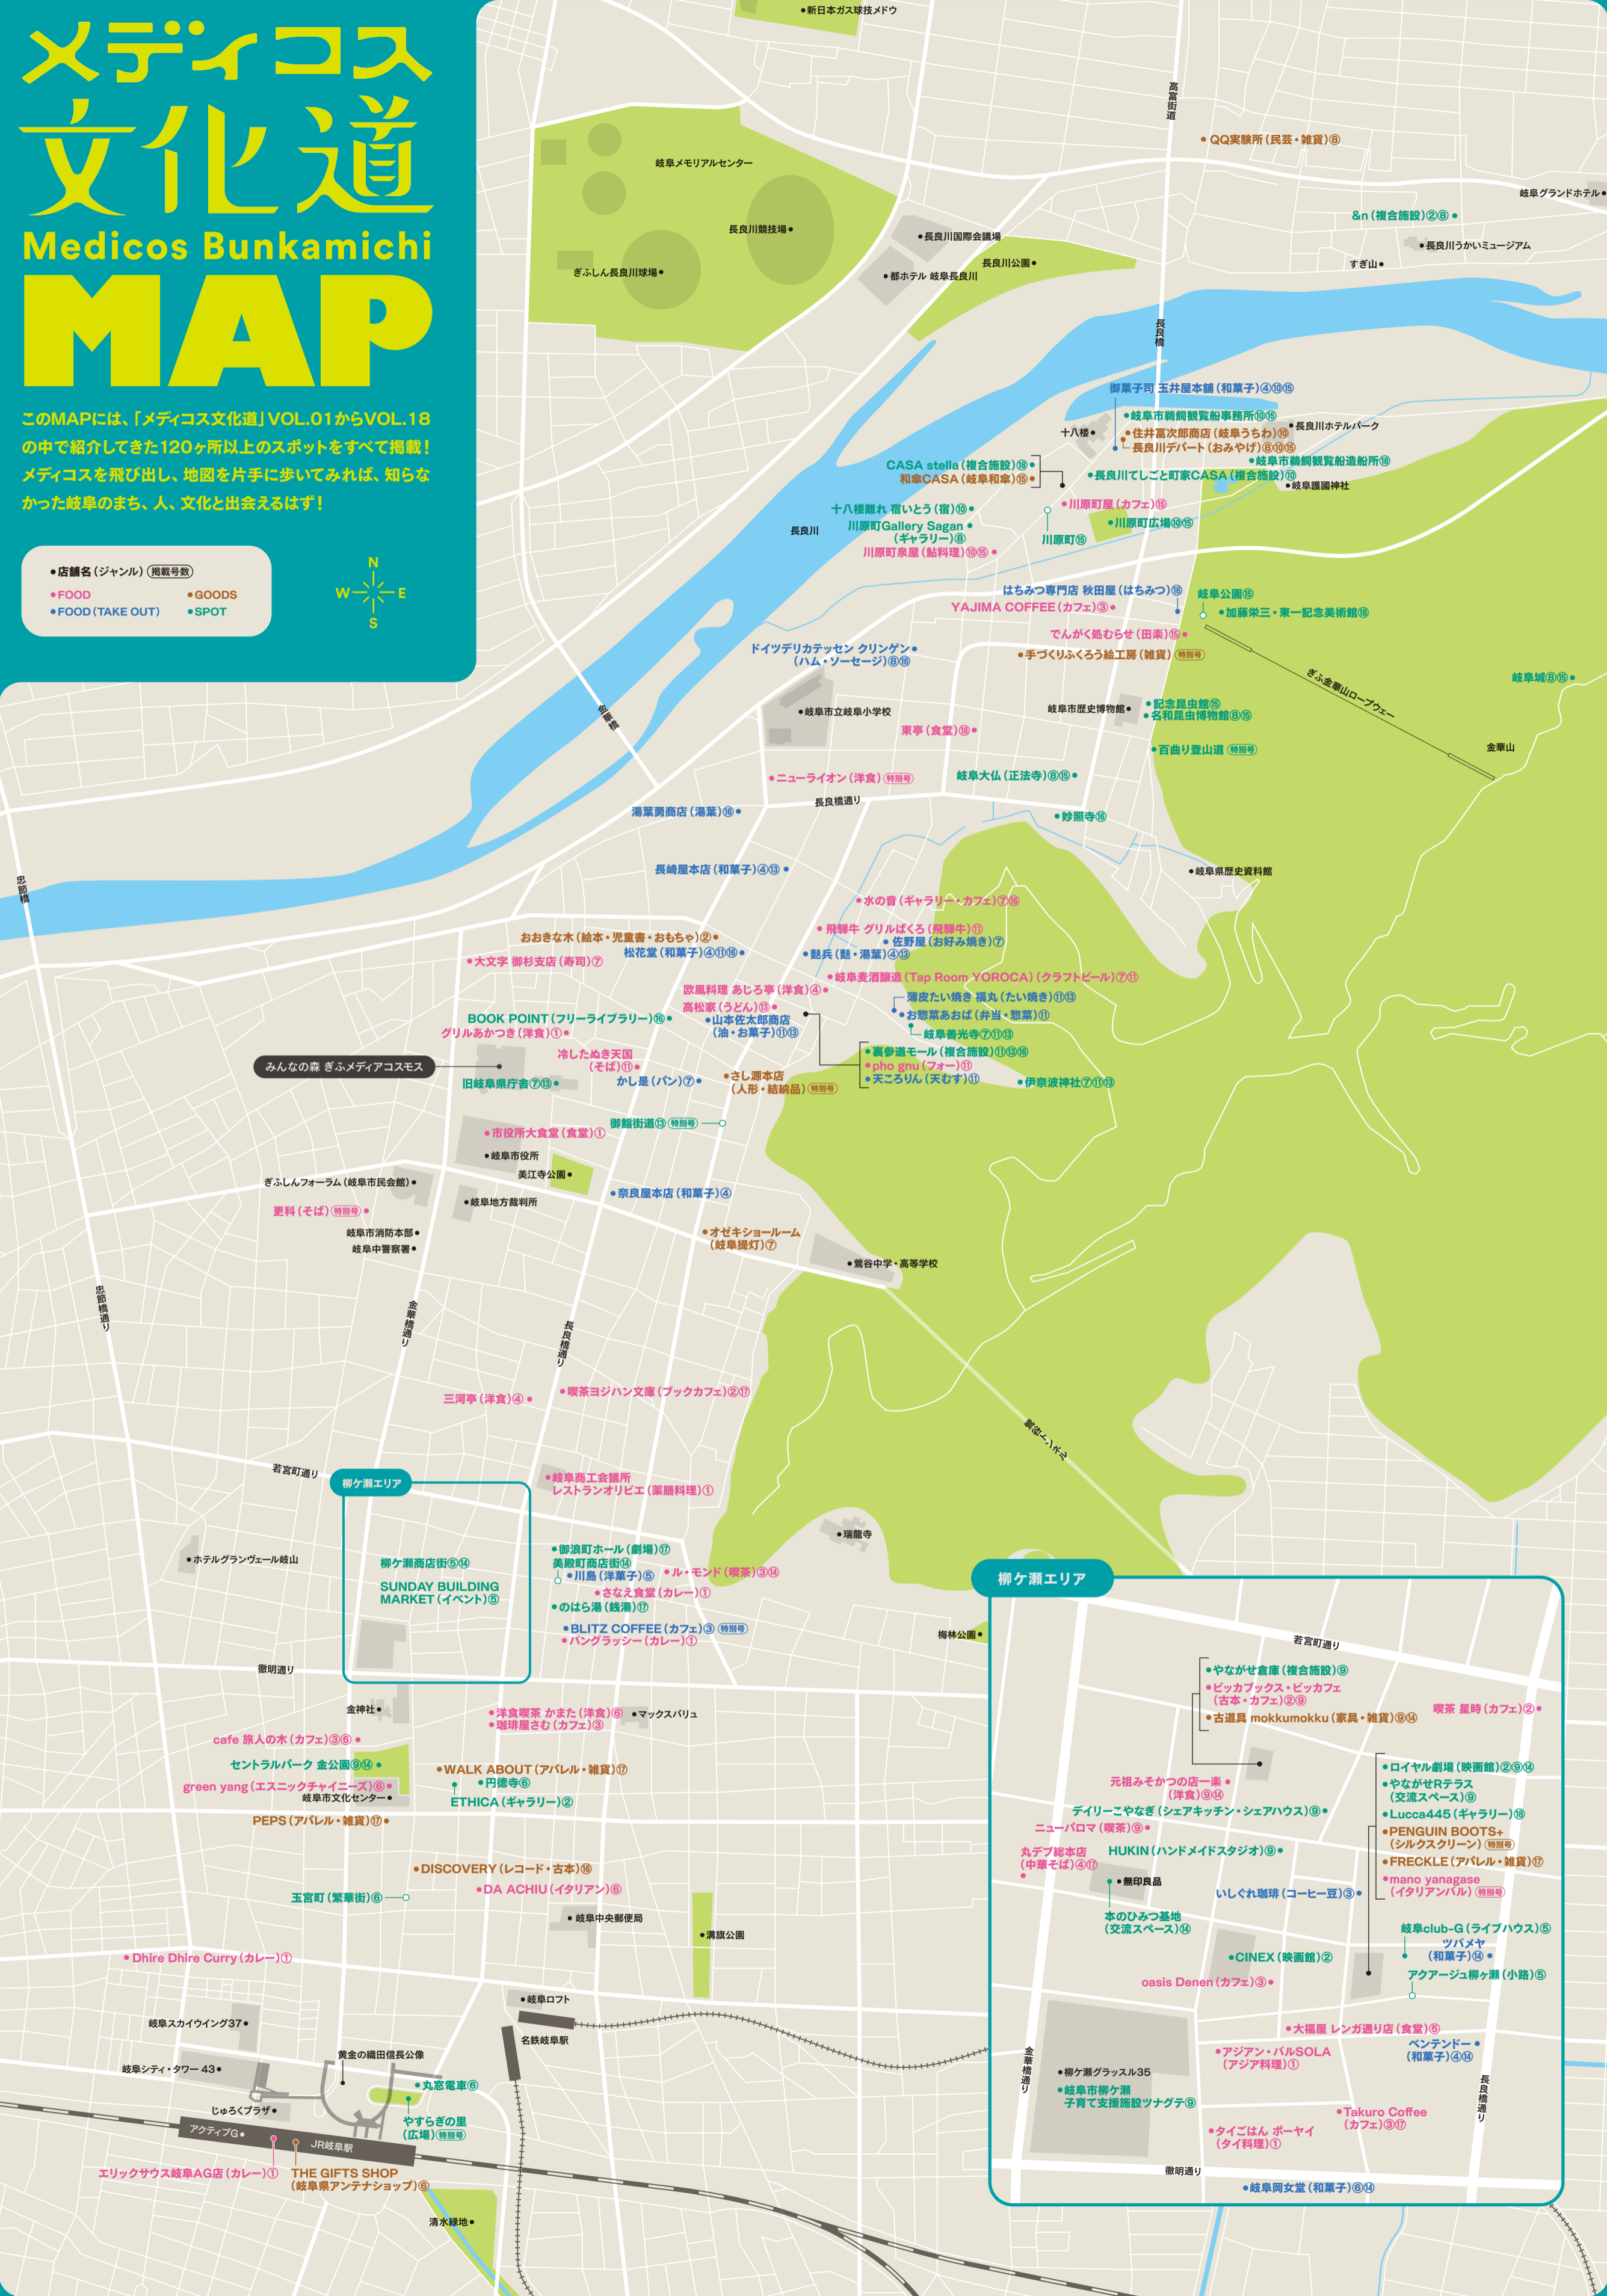 メディコス
文化道
Medicos Bunkamichi
MAP
このMAPには、「メディコス文化道」VOL.01からVOL.18
の中で紹介してきた120ヶ所以上のスポットをすべて掲載!
メディコスを飛び出し、地図を片手に歩いてみれば、知らな
かった岐阜のまち、人、文化と出会えるはず!
●店舗名(ジャンル) 掲載号数
●FOOD ●GOODS
●FOOD(TAKE OUT) ●SPOT
N
W E
S
●新日本ガス球技メドウ
高富街道
●QQ実験所(民芸・雑貨)⑧
岐阜メモリアルセンター
岐阜グランドホテル●
&n(複合施設)②⑧●
長良川競技場●
●長良川国際会議場
●長良川うかいミュージアム
長良川公園●
すぎ山●
ぎふしん長良川球場●
●都ホテル 岐阜長良川
長良橋
御菓子司 玉井屋本舗(和菓子)④⑩⑮
●岐阜市鵜飼観覧船事務所⑩⑮
●長良川ホテルパーク
十八楼●
●住井冨次郎商店(岐阜うちわ)⑩
●長良川デパート(おみやげ)⑧⑩⑮
●岐阜市鵜飼観覧船造船所⑱
CASA stella(複合施設)⑱●
和傘CASA(岐阜和傘)⑮●
●長良川てしごと町家CASA(複合施設)⑩
●岐阜護國神社
●川原町屋(カフェ)⑮
十八楼離れ 宿いとう(宿)⑩●
●川原町広場⑩⑮
川原町Gallery Sagan●
(ギャラリー)⑧
長良川
川原町⑮
川原町泉屋(鮎料理)⑩⑮●
はちみつ専門店 秋田屋(はちみつ)⑱
岐阜公園⑮
YAJIMA COFFEE(カフェ)③●
●加藤栄三・東一記念美術館⑱
でんがく処むらせ(田楽)⑮●
●手づくりふくろう絵工房(雑貨)特別号
ドイツデリカテッセン クリンゲン●
(ハム・ソーセージ)⑧⑱
ぎふ金華山ロープウェー
岐阜城⑧⑮●
金華橋
●岐阜市立岐阜小学校
岐阜市歴史博物館●
●記念昆虫館⑮
●名和昆虫博物館⑧⑮
東亭(食堂)⑱●
●百曲り登山道 特別号
金華山
●ニューライオン(洋食)特別号
岐阜大仏(正法寺)⑧⑮●
長良橋通り
湯葉勇商店(湯葉)⑯●
●妙照寺⑯
長崎屋本店(和菓子)④⑬●
●岐阜県歴史資料館
忠節橋
●水の音(ギャラリー・カフェ)⑦⑯
●飛騨牛 グリルばくろ(飛騨牛)⑪
おおきな木(絵本・児童書・おもちゃ)②●
●佐野屋(お好み焼き)⑦
松花堂(和菓子)④⑪⑯●
●麩兵(麩・湯葉)④⑬
●大文字 御杉支店(寿司)⑦
●岐阜麦酒醸造(Tap Room YOROCA)(クラフトビール)⑦⑪
欧風料理 あじろ亭(洋食)④●
●薄皮たい焼き 福丸(たい焼き)⑪⑬
高松家(うどん)⑬●
●お惣菜あおば(弁当・惣菜)⑪
BOOK POINT(フリーライブラリー)⑯●
●山本佐太郎商店
(油・お菓子)⑪⑬
グリルあかつき(洋食)①●
●岐阜善光寺⑦⑪⑬
冷したぬき天国
(そば)⑪●
●裏参道モール(複合施設)⑪⑬⑯
●pho gnu(フォー)⑪
●天ころりん(天むす)⑪
みんなの森 ぎふメディアコスモス
旧岐阜県庁舎⑦⑬●
かし是(パン)⑦●
●さし源本店
(人形・結納品)特別号
●伊奈波神社⑦⑪⑬
御鮨街道⑬ 特別号
●市役所大食堂(食堂)①
●岐阜市役所
美江寺公園●
ぎふしんフォーラム(岐阜市民会館)●
●奈良屋本店(和菓子)④
●岐阜地方裁判所
更科(そば)特別号●
岐阜市消防本部●
●オゼキショールーム
(岐阜提灯)⑦
岐阜中警察署●
●鶯谷中学・高等学校
忠節橋通り
金華橋通り
長良橋通り
三河亭(洋食)④●
●喫茶ヨジハン文庫(ブックカフェ)②⑰
鶯谷トンネル
若宮町通り
柳ケ瀬エリア
●岐阜商工会議所
レストランオリビエ(薬膳料理)①
●瑞龍寺
●ホテルグランヴェール岐山
柳ケ瀬商店街⑤⑭
SUNDAY BUILDING
MARKET(イベント)⑤
●御浪町ホール(劇場)⑰
美殿町商店街⑭
●川島(洋菓子)⑤
●ル・モンド(喫茶)③⑭
●さなえ食堂(カレー)①
●のはら湯(銭湯)⑰
●BLITZ COFFEE(カフェ)③ 特別号
●バングラッシー(カレー)①
梅林公園●
徹明通り
金神社●
●洋食喫茶 かまた(洋食)⑥
●珈琲屋さむ(カフェ)③
●マックスバリュ
cafe 旅人の木(カフェ)③⑥●
セントラルパーク 金公園⑨⑭●
●WALK ABOUT(アパレル・雑貨)⑰
●円徳寺⑥
green yang(エスニックチャイニーズ)⑥●
岐阜市文化センター●
ETHICA(ギャラリー)②
PEPS(アパレル・雑貨)⑰●
●DISCOVERY(レコード・古本)⑯
●DA ACHIU(イタリアン)⑥
玉宮町(繁華街)⑥
●岐阜中央郵便局
●溝旗公園
●Dhire Dhire Curry(カレー)①
●岐阜ロフト
名鉄岐阜駅
岐阜スカイウイング37●
黄金の織田信長公像
岐阜シティ・タワー43●
●丸窓電車⑥
じゅろくプラザ●
やすらぎの里
(広場)特別号
アクティブG●
JR岐阜駅
エリックサウス岐阜AG店(カレー)①
THE GIFTS SHOP
(岐阜県アンテナショップ)⑥
清水緑地●
柳ケ瀬エリア
若宮町通り
●やながせ倉庫(複合施設)⑨
●ビッカブックス・ビッカフェ
(古本・カフェ)②⑨
●古道具 mokkumokku(家具・雑貨)⑨⑭
喫茶 星時(カフェ)②●
元祖みそかつの店一楽●
(洋食)⑨⑭
●ロイヤル劇場(映画館)②⑨⑭
●やながせRテラス
(交流スペース)⑨
デイリーこやなぎ(シェアキッチン・シェアハウス)⑨●
●Lucca445(ギャラリー)⑱
ニューパロマ(喫茶)⑨●
●PENGUIN BOOTS+
(シルクスクリーン)特別号
丸デブ総本店
(中華そば)④⑰
HUKIN(ハンドメイドスタジオ)⑨●
●FRECKLE(アパレル・雑貨)⑰
●mano yanagase
(イタリアンバル)特別号
●無印良品
いしぐれ珈琲(コーヒー豆)③●
本のひみつ基地
(交流スペース)⑭
岐阜club-G(ライブハウス)⑤
ツバメヤ
(和菓子)⑭●
●CINEX(映画館)②
アクアージュ柳ヶ瀬(小路)⑤
oasis Denen(カフェ)③●
●大福屋 レンガ通り店(食堂)⑤
●アジアン・バルSOLA
(アジア料理)①
ペンテンドー●
(和菓子)④⑭
金華橋通り
●柳ケ瀬グラッスル35
●岐阜市柳ケ瀬
子育て支援施設ツナグテ⑨
長良橋通り
●Takuro Coffee
(カフェ)③⑰
●タイごはん ポーヤイ
(タイ料理)①
徹明通り
●岐阜岡女堂(和菓子)⑥⑭